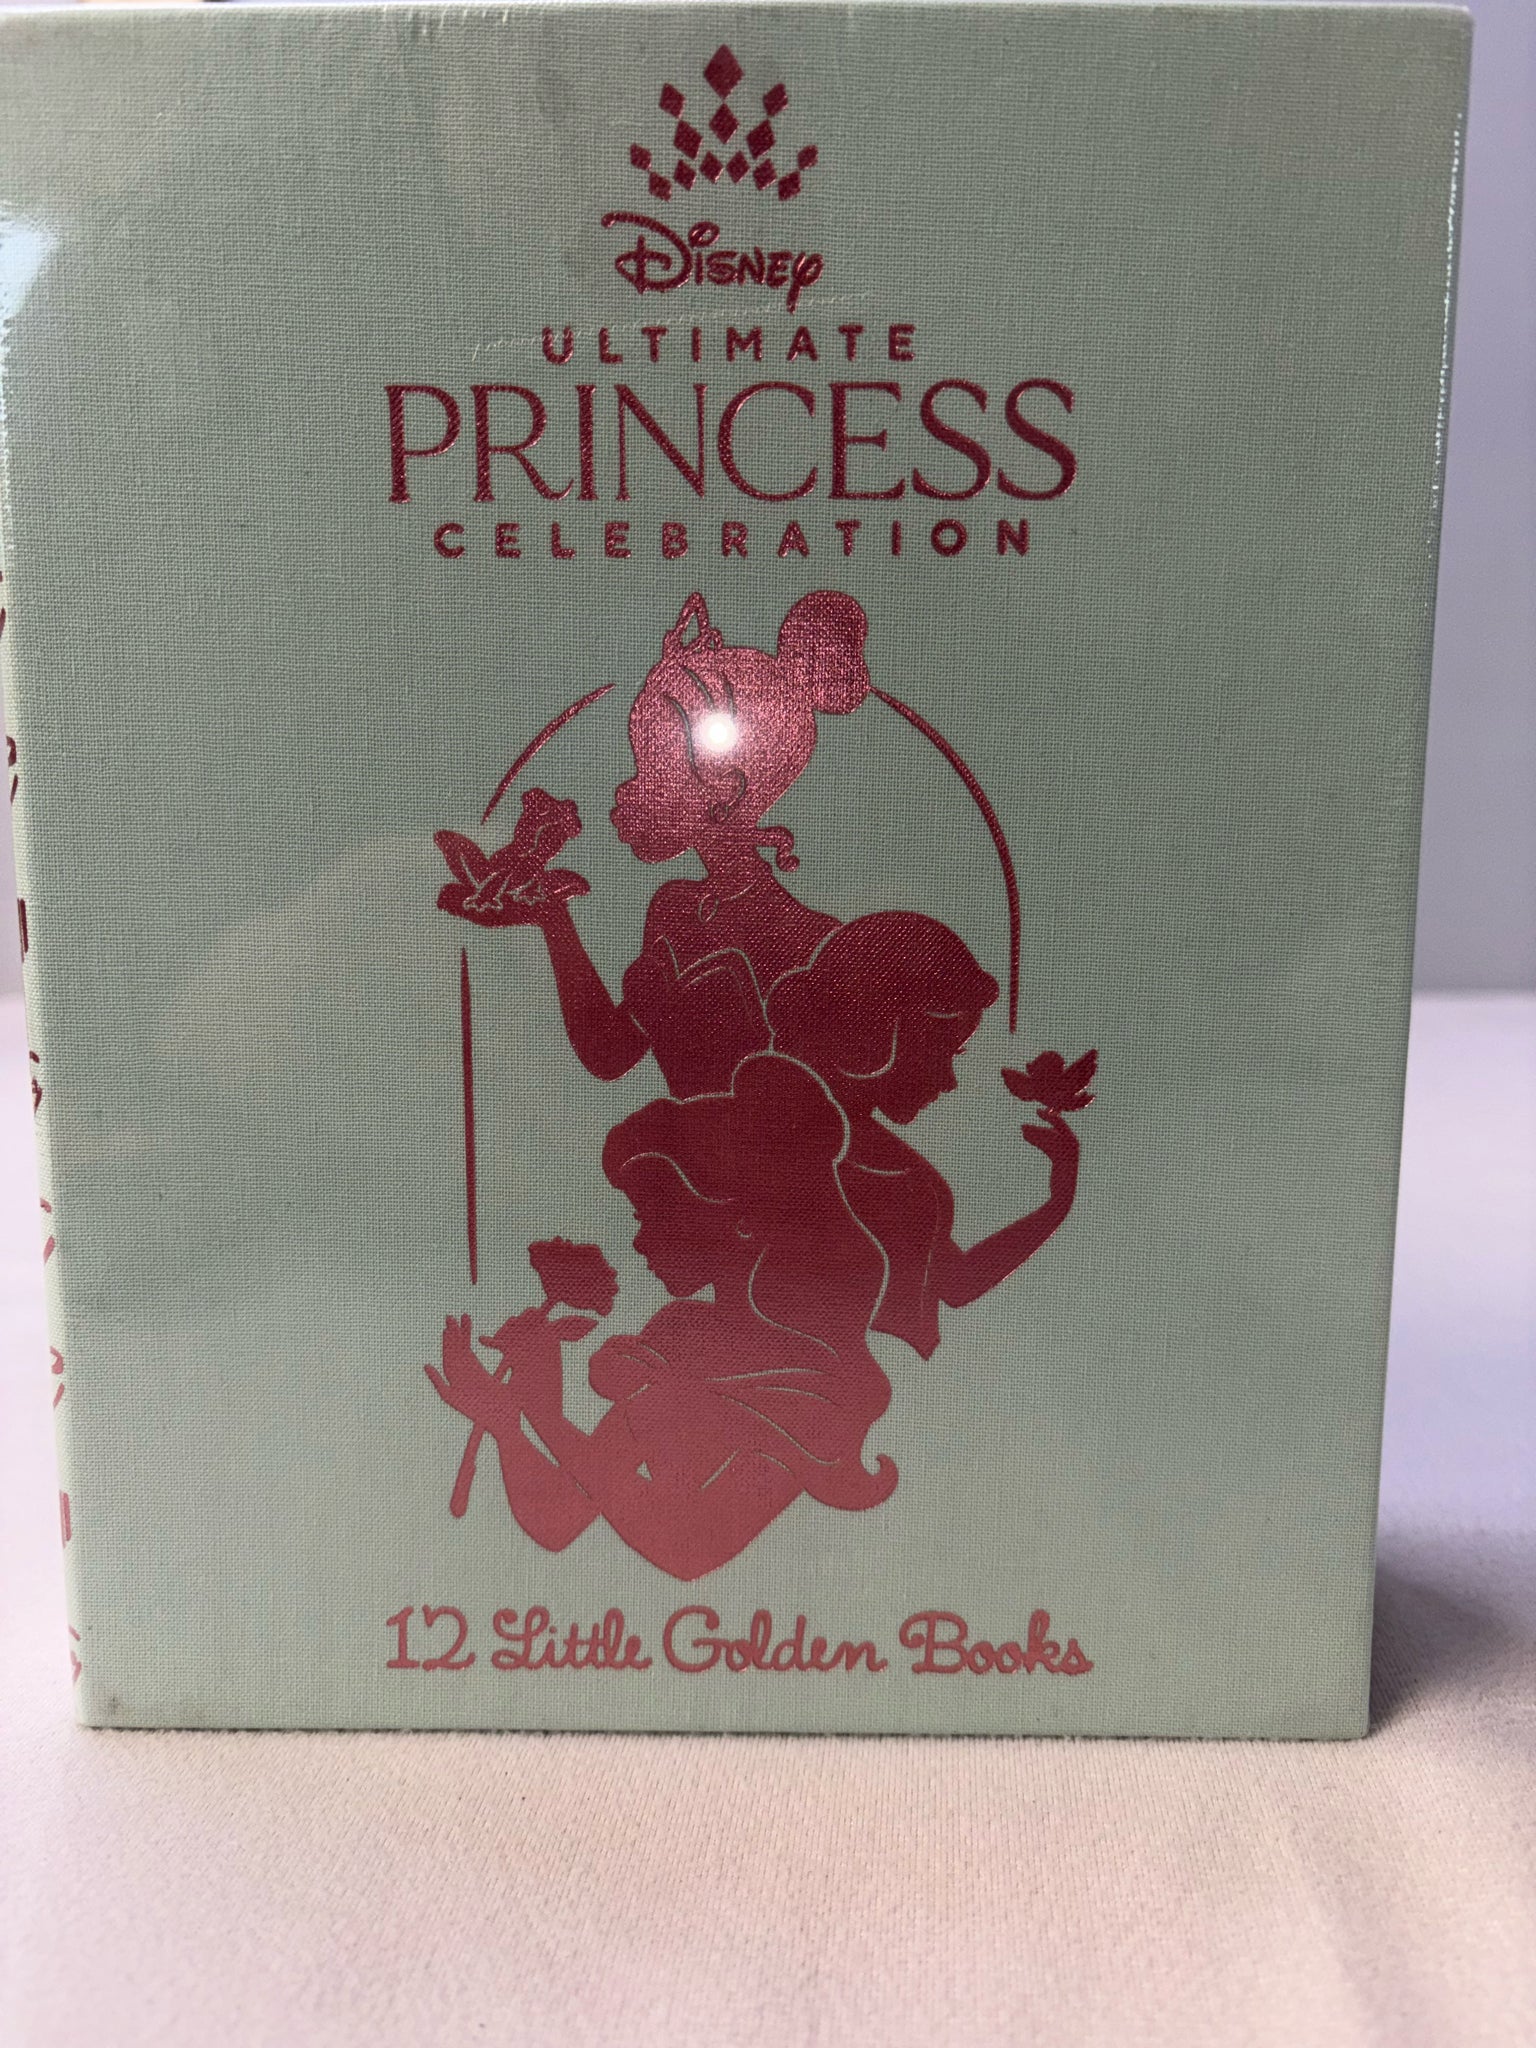 Disney
ULTIMATE
PRINCESS
CELEBRATION
12 Little Golden Books